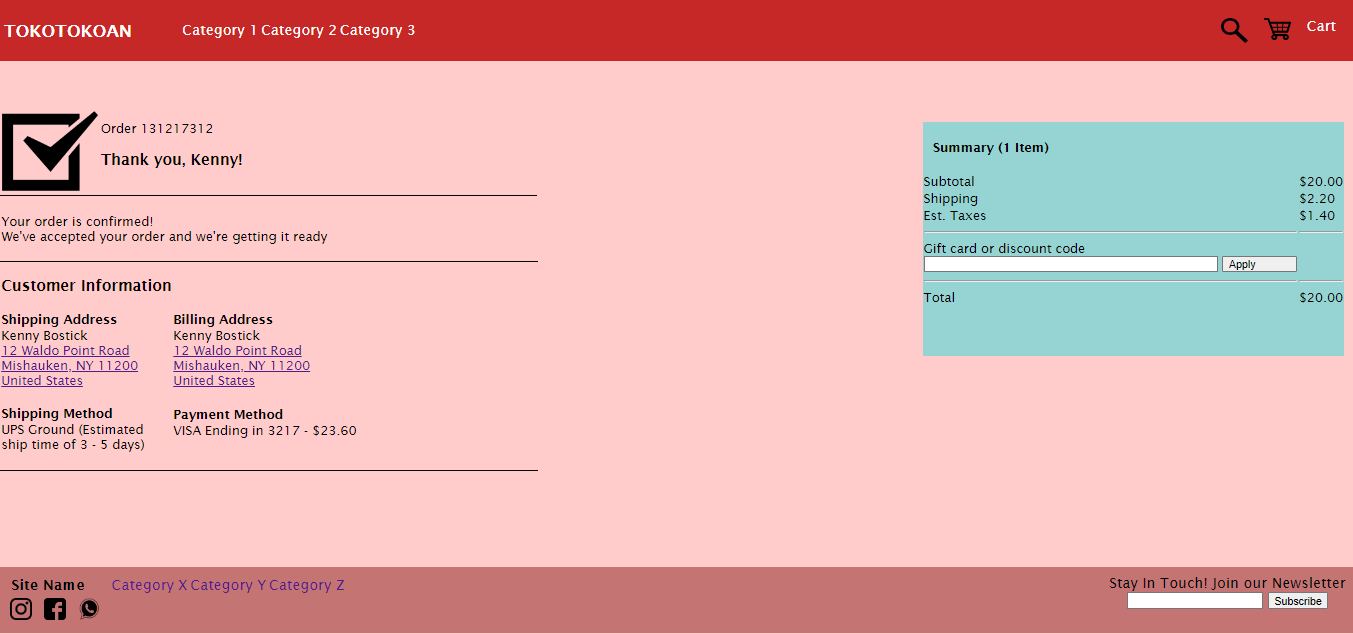 TOKOTOKOAN
Category 1 Category 2 Category 3
Cart
Order 131217312
Thank you, Kenny!
Your order is confirmed!
We've accepted your order and we're getting it ready
Customer Information
Shipping Address
Kenny Bostick
12 Waldo Point Road
Mishauken, NY 11200
United States
Billing Address
Kenny Bostick
12 Waldo Point Road
Mishauken, NY 11200
United States
Shipping Method
UPS Ground (Estimated
ship time of 3 - 5 days)
Payment Method
VISA Ending in 3217 - $23.60
Summary (1 Item)
Subtotal $20.00
Shipping $2.20
Est. Taxes $1.40
Gift card or discount code
Apply
Total $20.00
Site Name
Category X Category Y Category Z
Stay In Touch! Join our Newsletter
Subscribe